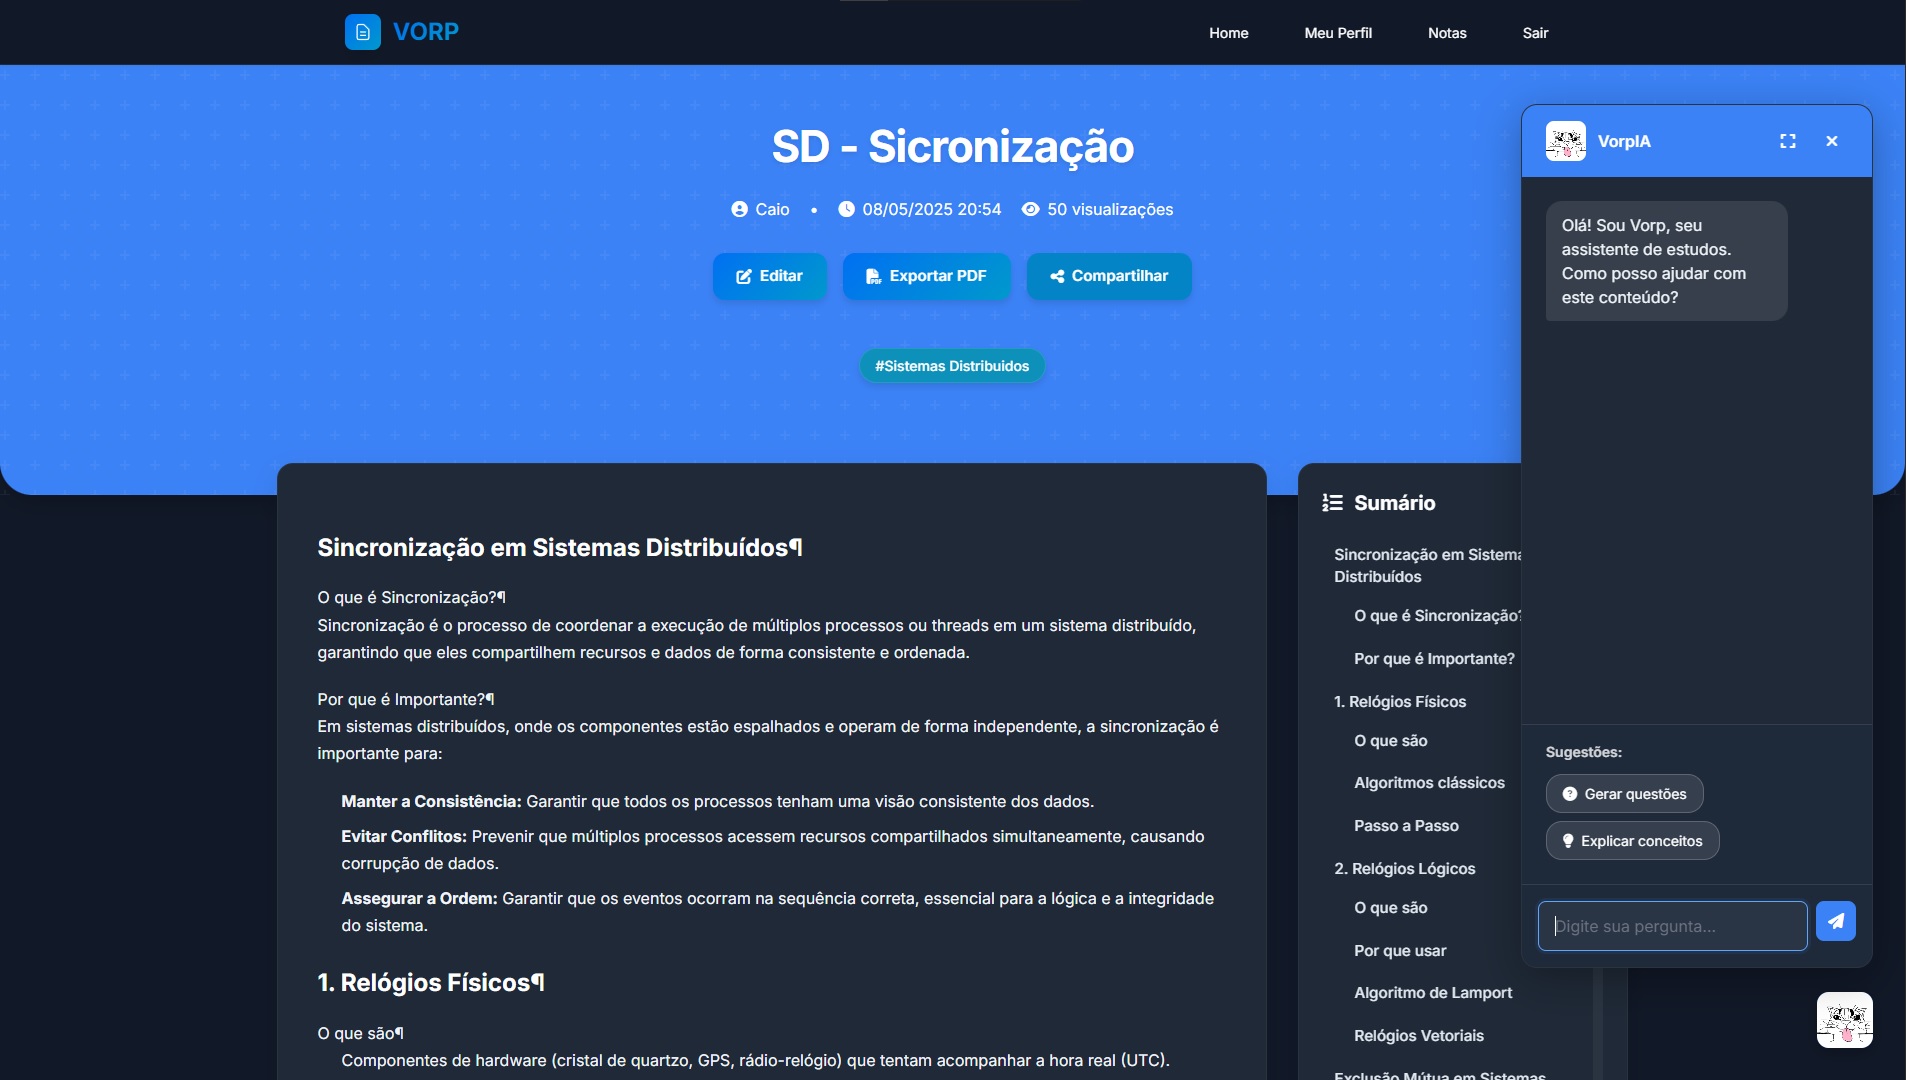 VORP
Home
Meu Perfil
Notas
Sair
SD - Sicronização
Caio
•
08/05/2025 20:54
50 visualizações
Editar
Exportar PDF
Compartilhar
#Sistemas Distribuidos
Sincronização em Sistemas Distribuídos¶
O que é Sincronização?¶
Sincronização é o processo de coordenar a execução de múltiplos processos ou threads em um sistema distribuído,
garantindo que eles compartilhem recursos e dados de forma consistente e ordenada.
Por que é Importante?¶
Em sistemas distribuídos, onde os componentes estão espalhados e operam de forma independente, a sincronização é
importante para:
Manter a Consistência: Garantir que todos os processos tenham uma visão consistente dos dados.
Evitar Conflitos: Prevenir que múltiplos processos acessem recursos compartilhados simultaneamente, causando
corrupção de dados.
Assegurar a Ordem: Garantir que os eventos ocorram na sequência correta, essencial para a lógica e a integridade
do sistema.
1. Relógios Físicos¶
O que são¶
Componentes de hardware (cristal de quartzo, GPS, rádio-relógio) que tentam acompanhar a hora real (UTC).
Sumário
Sincronização em Sistema
Distribuídos
O que é Sincronização?
Por que é Importante?
1. Relógios Físicos
O que são
Algoritmos clássicos
Passo a Passo
2. Relógios Lógicos
O que são
Por que usar
Algoritmo de Lamport
Relógios Vetoriais
Exclusão Mútua em Sistemas
VorpIA
Olá! Sou Vorp, seu
assistente de estudos.
Como posso ajudar com
este conteúdo?
Sugestões:
Gerar questões
Explicar conceitos
Digite sua pergunta...